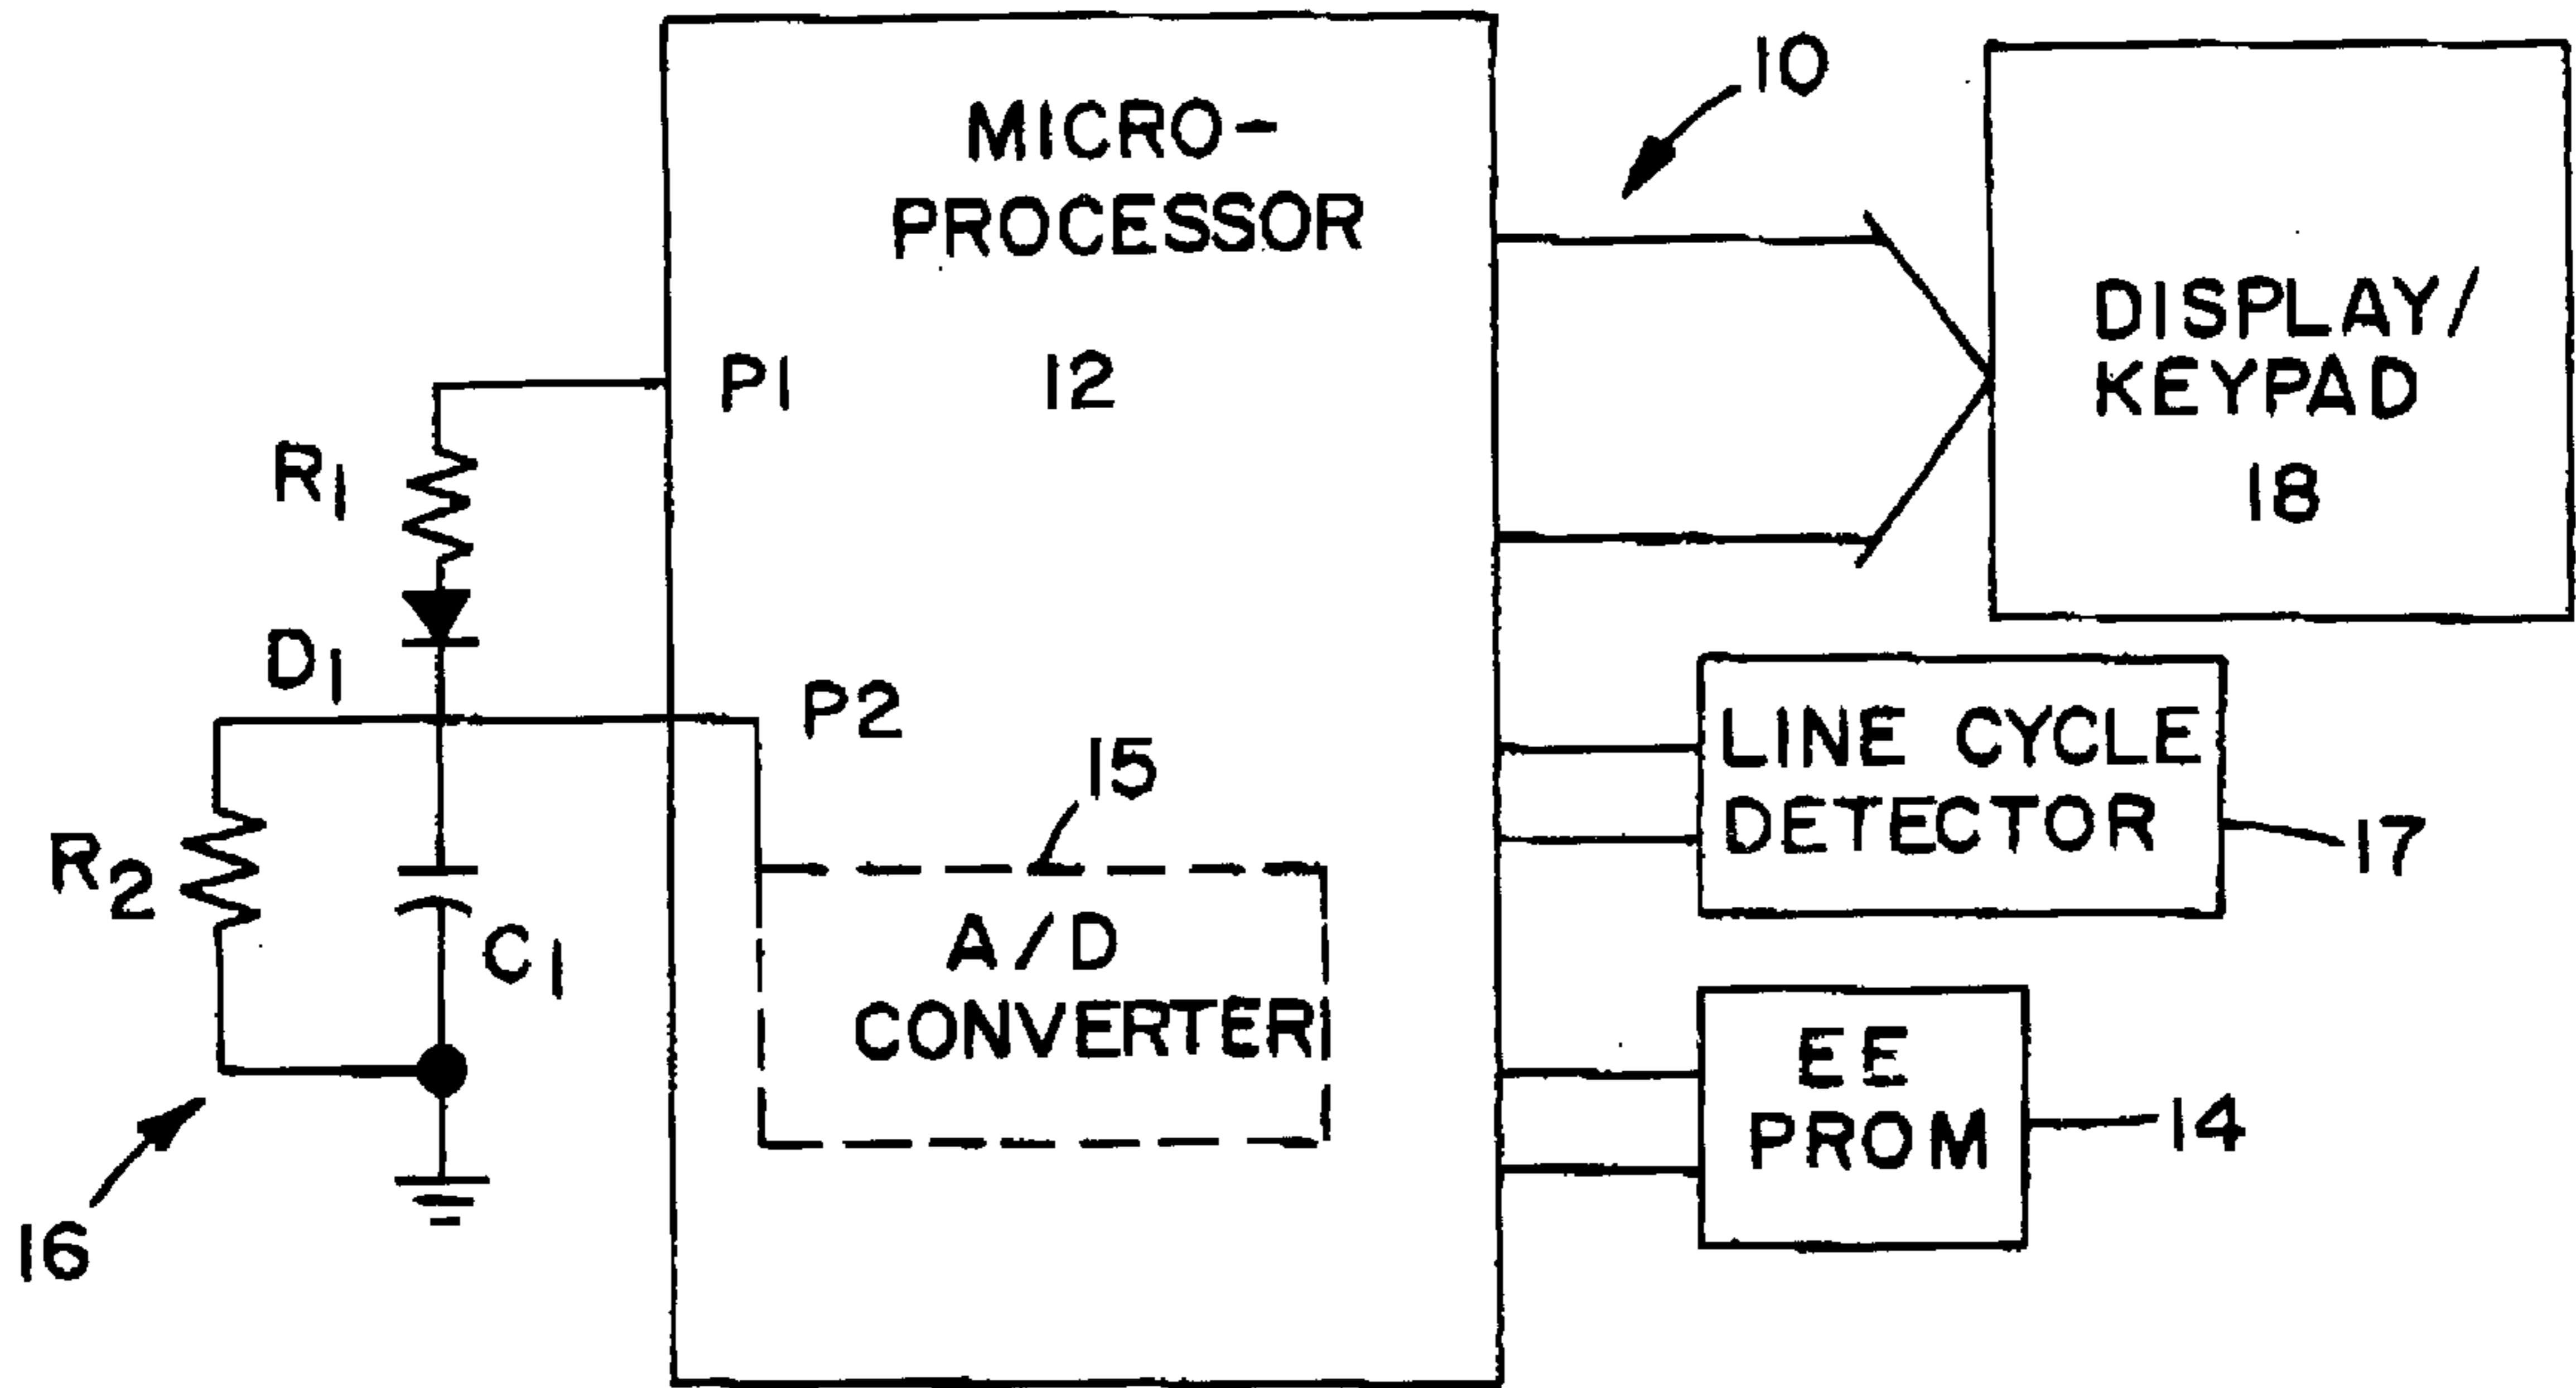 MICRO-
PROCESSOR
12
10
DISPLAY/
KEYPAD
18
P1
R1
D1
P2
15
LINE CYCLE
DETECTOR
17
R2
C1
A/D
CONVERTER
EE
PROM
14
16